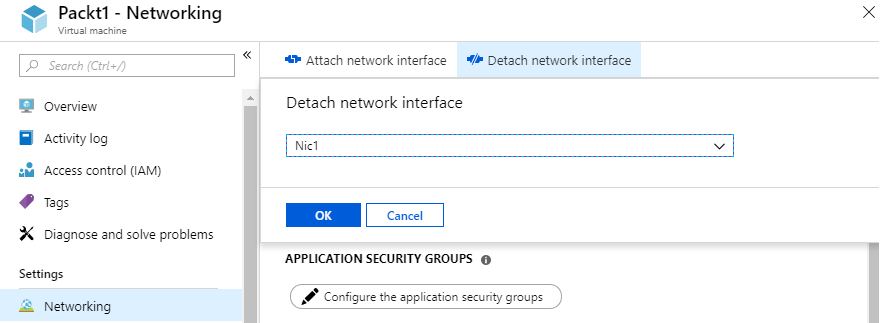 Packt1 - Networking
Virtual machine
Search (Ctrl+/)
Overview
Activity log
Access control (IAM)
Tags
Diagnose and solve problems
Settings
Networking
Attach network interface
Detach network interface
Detach network interface
Nic1
OK
Cancel
APPLICATION SECURITY GROUPS
Configure the application security groups